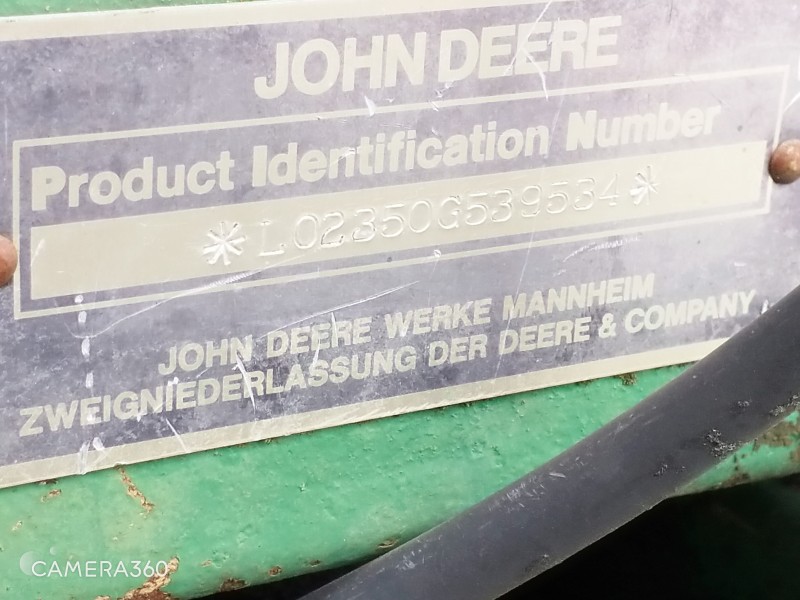 JOHN DEERE
Product Identification Number
*L02350G539534*
JOHN DEERE WERKE MANNHEIM
ZWEIGNIEDERLASSUNG DER DEERE & COMPANY
CAMERA360